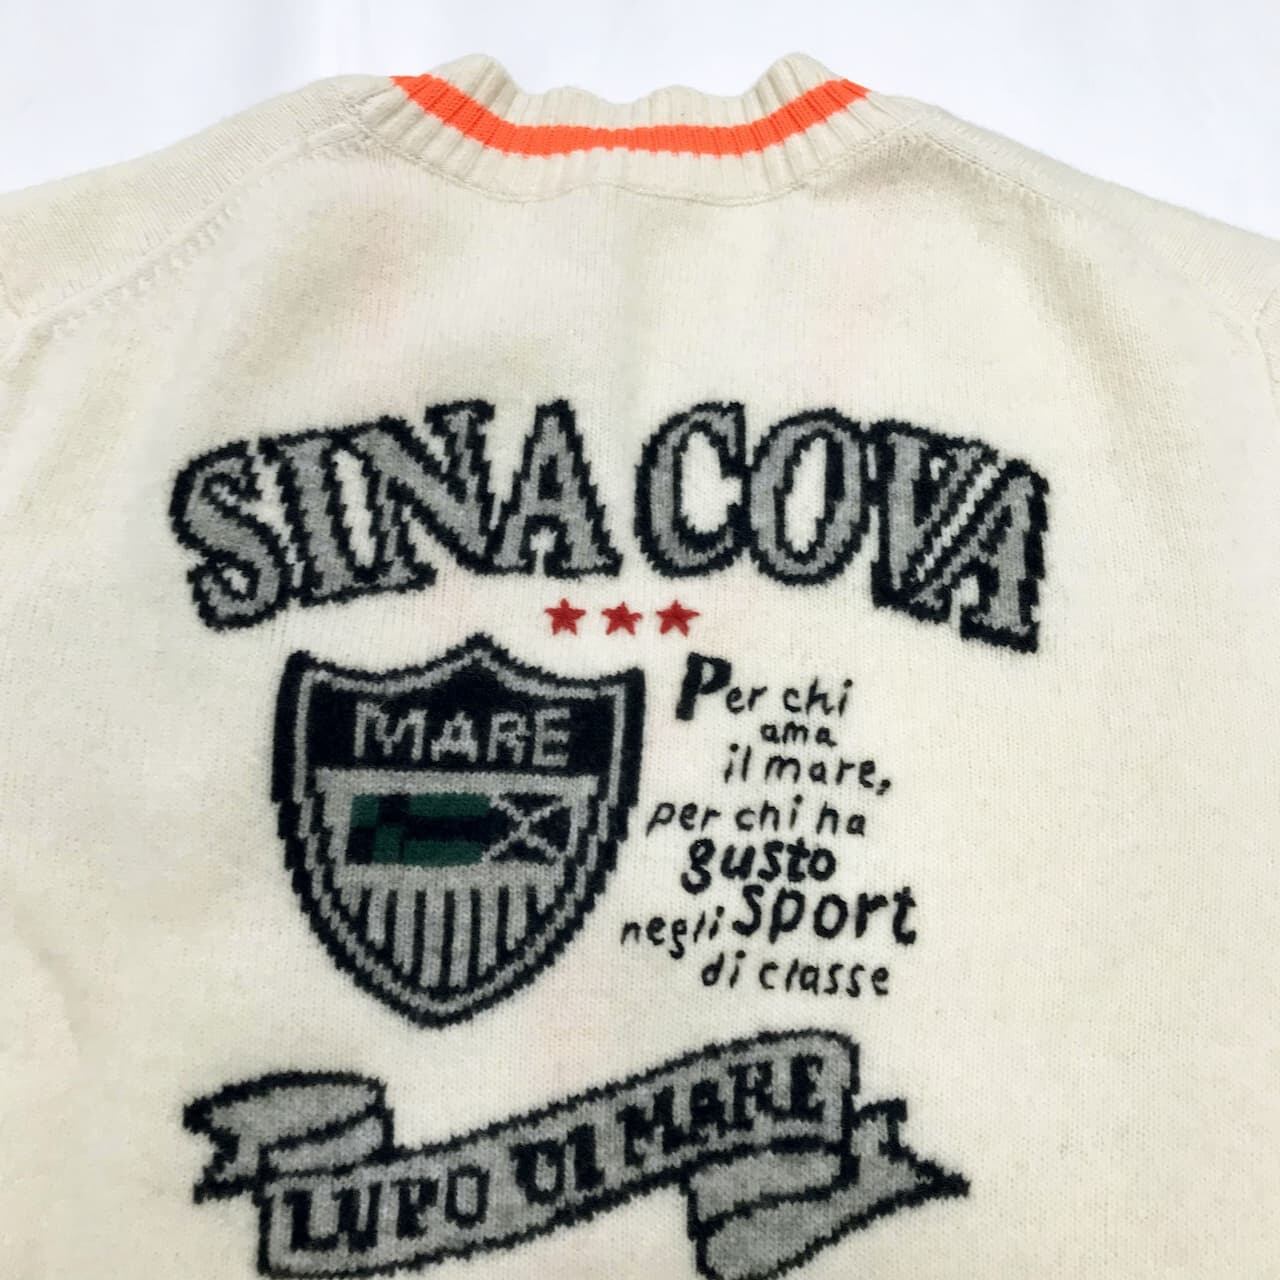 SINA COVA
MARE
Per chi
ama
il mare,
per chi ha
gusto
negli sport
di classe
LUPO DI MARE